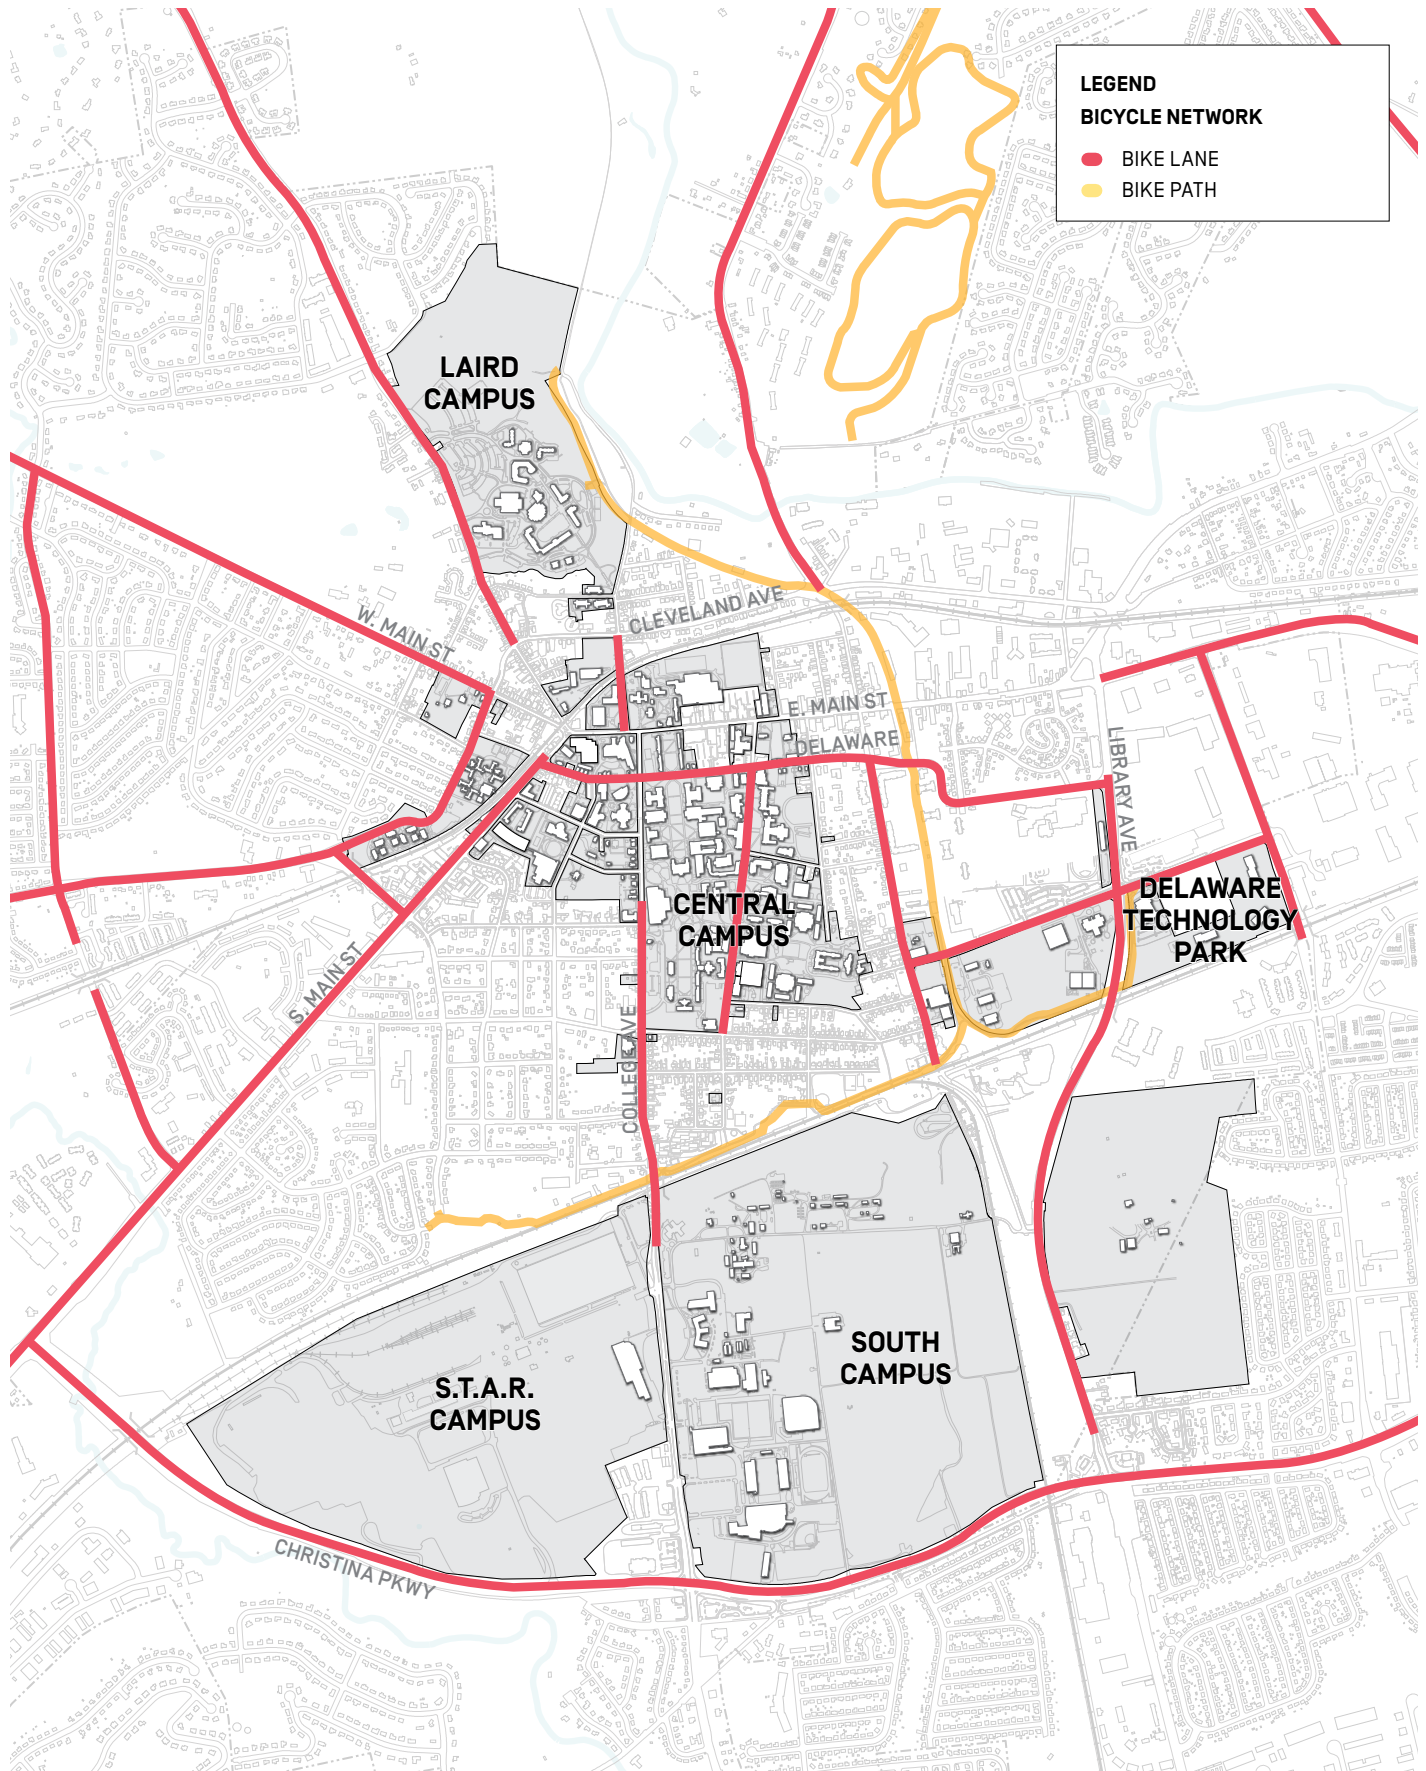 LEGEND
BICYCLE NETWORK
BIKE LANE
BIKE PATH
LAIRD
CAMPUS
CLEVELAND AVE
W. MAIN ST
E. MAIN ST
DELAWARE
LIBRARY AVE
CENTRAL
CAMPUS
DELAWARE
TECHNOLOGY
PARK
S. MAIN ST
COLLEGE AVE
SOUTH
CAMPUS
S.T.A.R.
CAMPUS
CHRISTINA PKWY